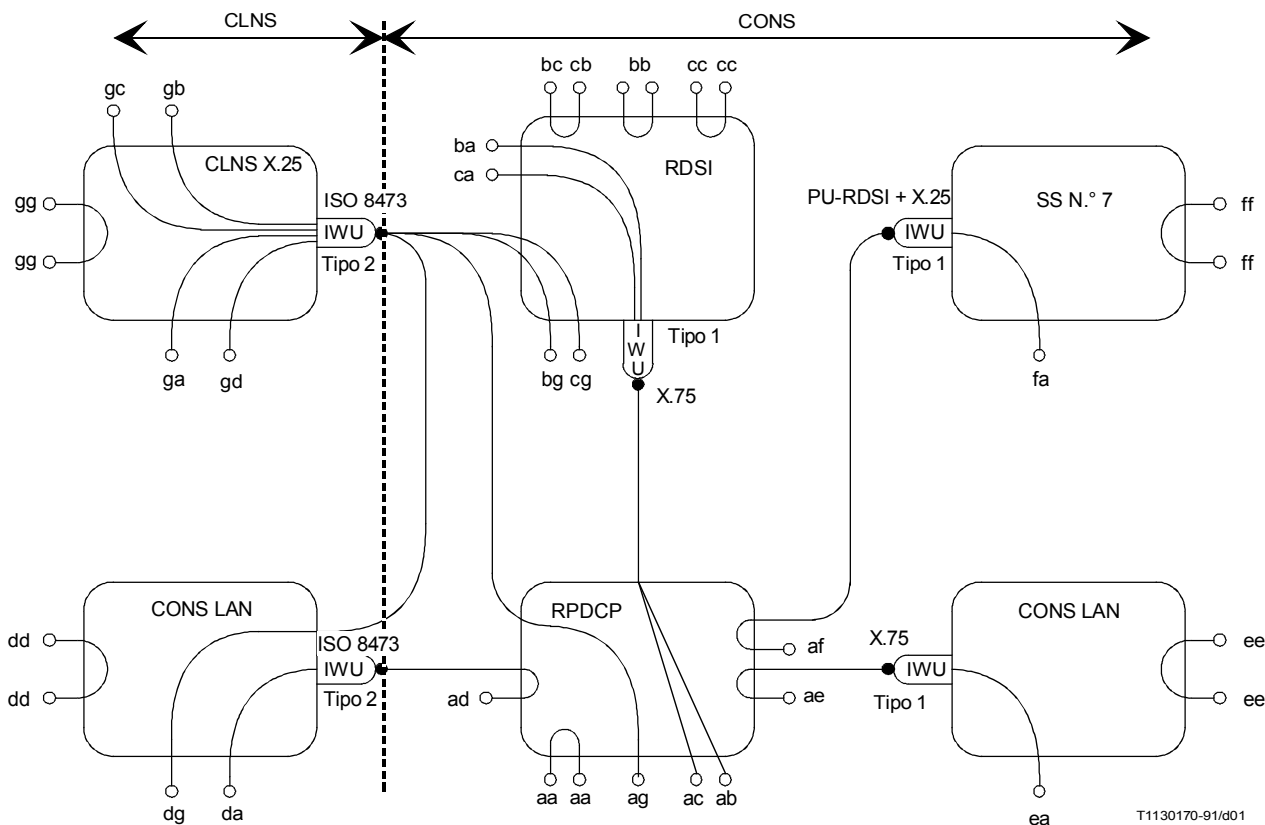 CLNS
CONS
bc cb bb cc cc
gc gb
ba
ca
RDSI
CLNS X.25
ISO 8473
IWU
Tipo 2
gg
gg
PU-RDSI + X.25
IWU
Tipo 1
SS N.° 7
ff
ff
IWU
Tipo 1
X.75
ga gd
bg cg
fa
CONS LAN
ISO 8473
IWU
Tipo 2
dd
dd
RPDCP
ad
af
ae
X.75
IWU
Tipo 1
CONS LAN
ee
ee
dg da
aa aa ag ac ab
ea
T1130170-91/d01